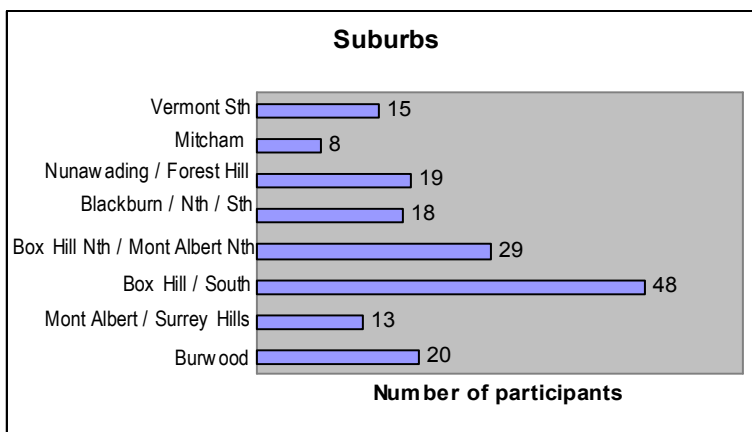 Suburbs
Vermont Sth 15
Mitcham 8
Nunawading / Forest Hill 19
Blackburn / Nth / Sth 18
Box Hill Nth / Mont Albert Nth 29
Box Hill / South 48
Mont Albert / Surrey Hills 13
Burwood 20
Number of participants